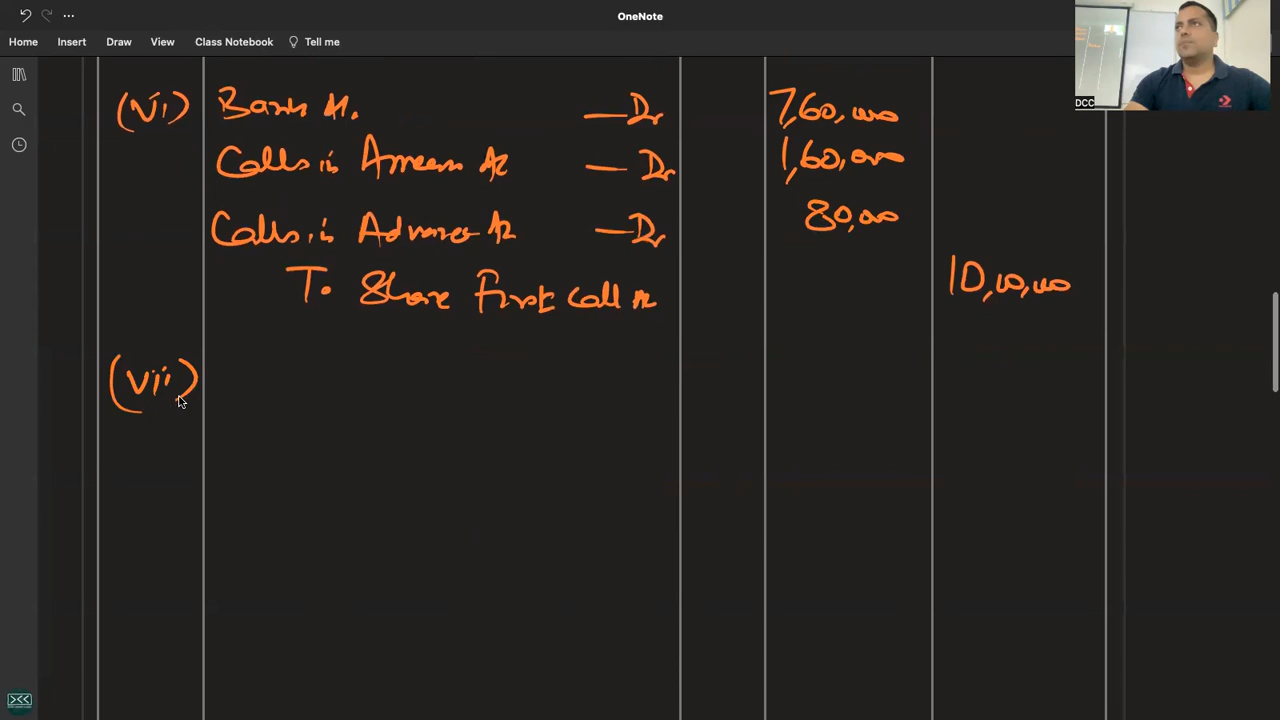 OneNote
Home Insert Draw View Class Notebook Tell me
DCC
(vi) Bank A/c. — Dr 7,60,000
Calls in Arrears A/c — Dr 1,60,000
Calls in Advance A/c — Dr 80,000
To Share First Call A/c 10,00,000
(vii)